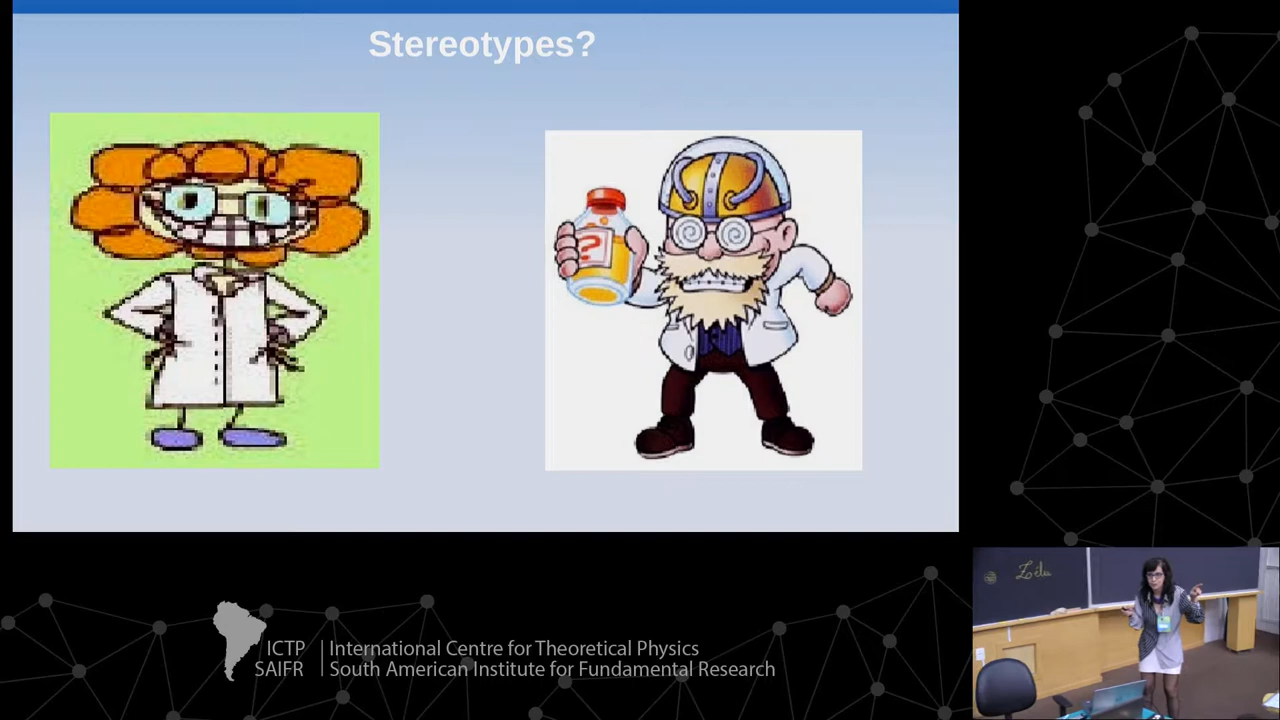 Stereotypes?
?
ICTP | International Centre for Theoretical Physics
SAIFR | South American Institute for Fundamental Research